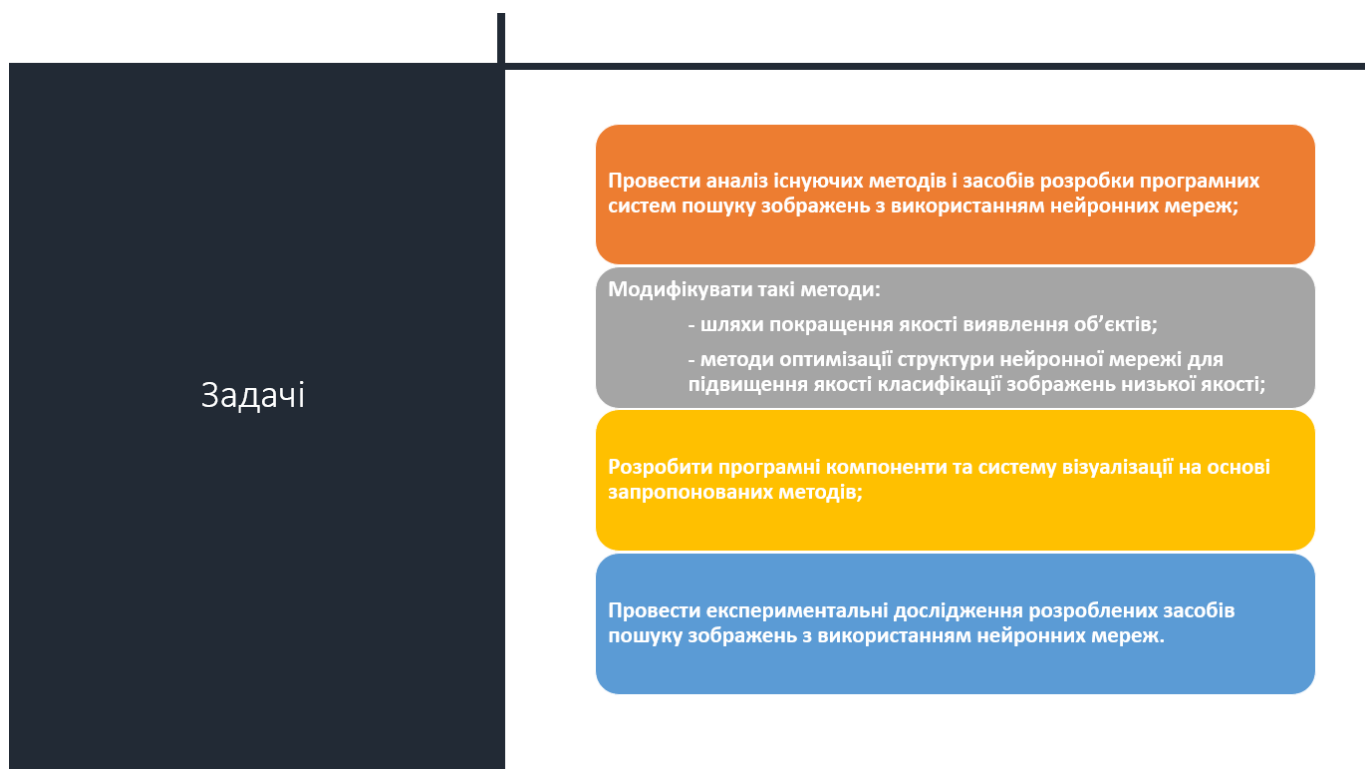 Задачі
Провести аналіз існуючих методів і засобів розробки програмних
систем пошуку зображень з використанням нейронних мереж;
Модифікувати такі методи:
- шляхи покращення якості виявлення об’єктів;
- методи оптимізації структури нейронної мережі для
підвищення якості класифікації зображень низької якості;
Розробити програмні компоненти та систему візуалізації на основі
запропонованих методів;
Провести експериментальні дослідження розроблених засобів
пошуку зображень з використанням нейронних мереж.